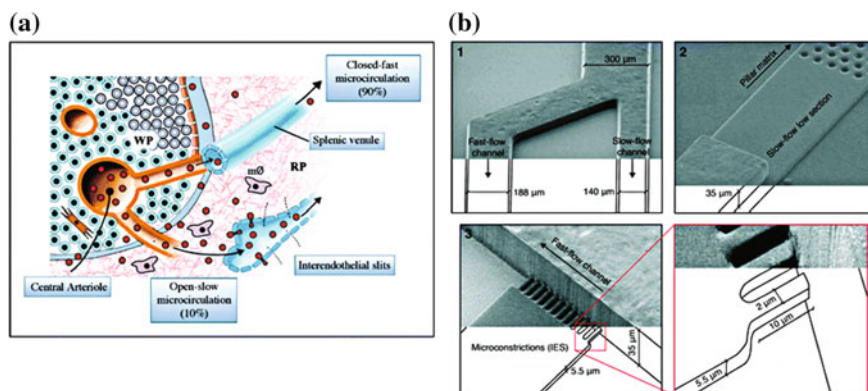 (a)
Closed-fast
microcirculation
(90%)
WP
Splenic venule
mØ
RP
Interendothelial slits
Central Arteriole
Open-slow
microcirculation
(10%)
(b)
1
300 µm
Fast-flow
channel
Slow-flow
channel
188 µm
140 µm
2
Pillar matrix
Slow-flow low section
35 µm
3
Fast-flow channel
Microconstrictions (IES)
35 µm
5.5 µm
2 µm
10 µm
5.5 µm